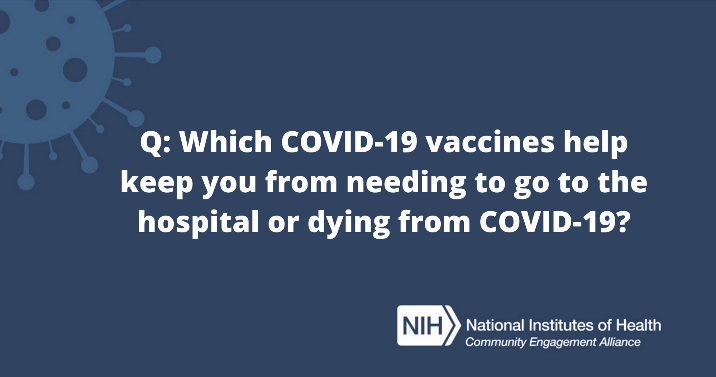 Q: Which COVID-19 vaccines help
keep you from needing to go to the
hospital or dying from COVID-19?
NIH National Institutes of Health
Community Engagement Alliance